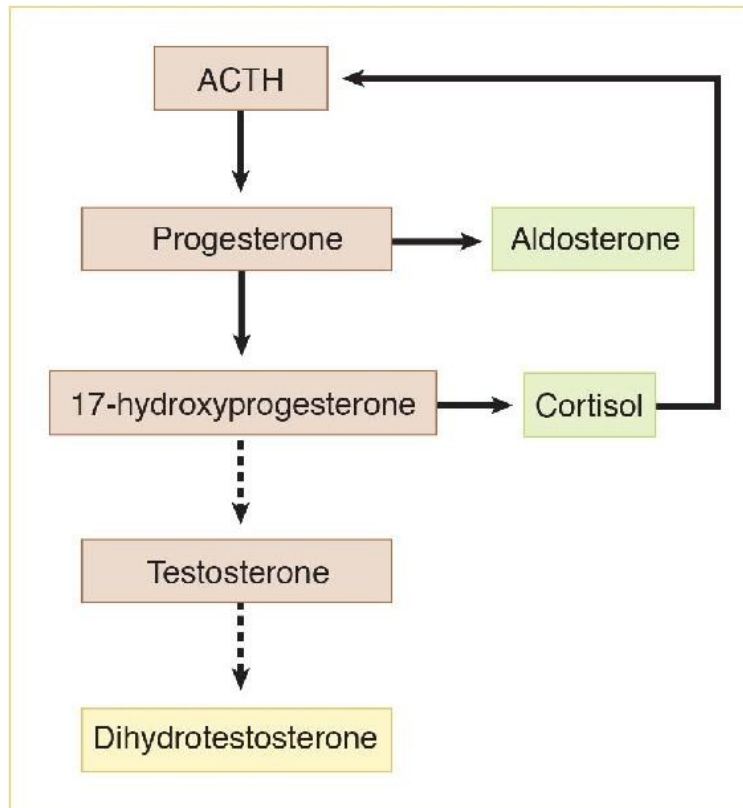 ACTH
Progesterone
Aldosterone
17-hydroxyprogesterone
Cortisol
Testosterone
Dihydrotestosterone